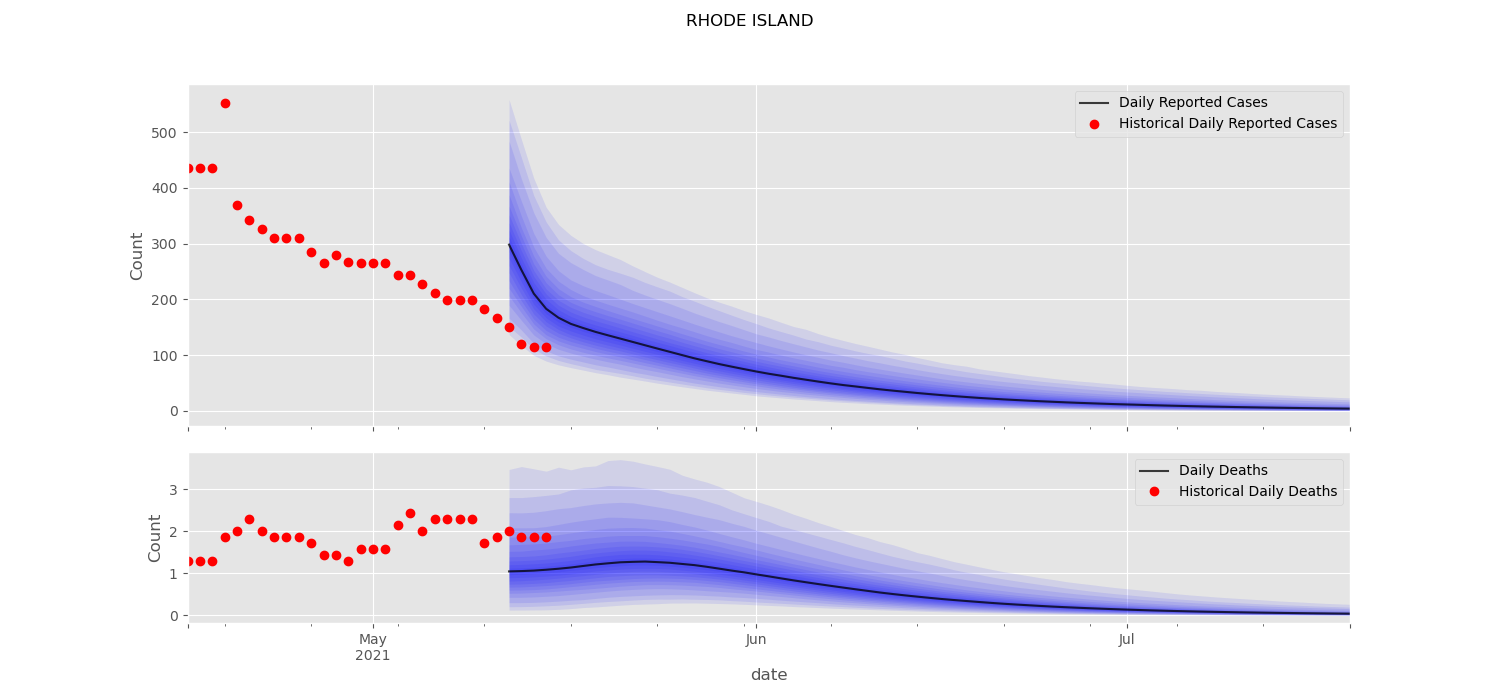 RHODE ISLAND
Daily Reported Cases
Historical Daily Reported Cases
500
400
300
200
100
0
Count
Daily Deaths
Historical Daily Deaths
3
2
1
0
Count
May
2021
Jun
Jul
date